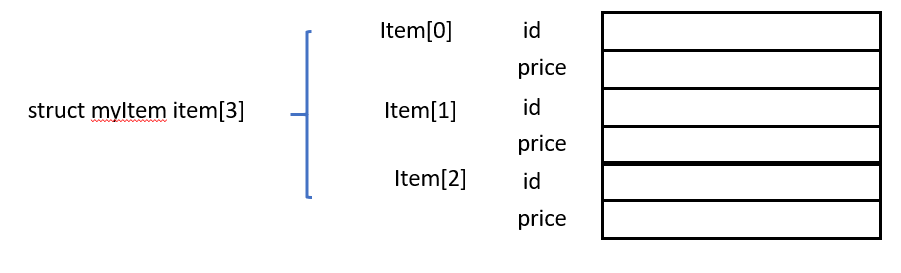 Item[0] id
price
struct myItem item[3] Item[1] id
price
Item[2] id
price